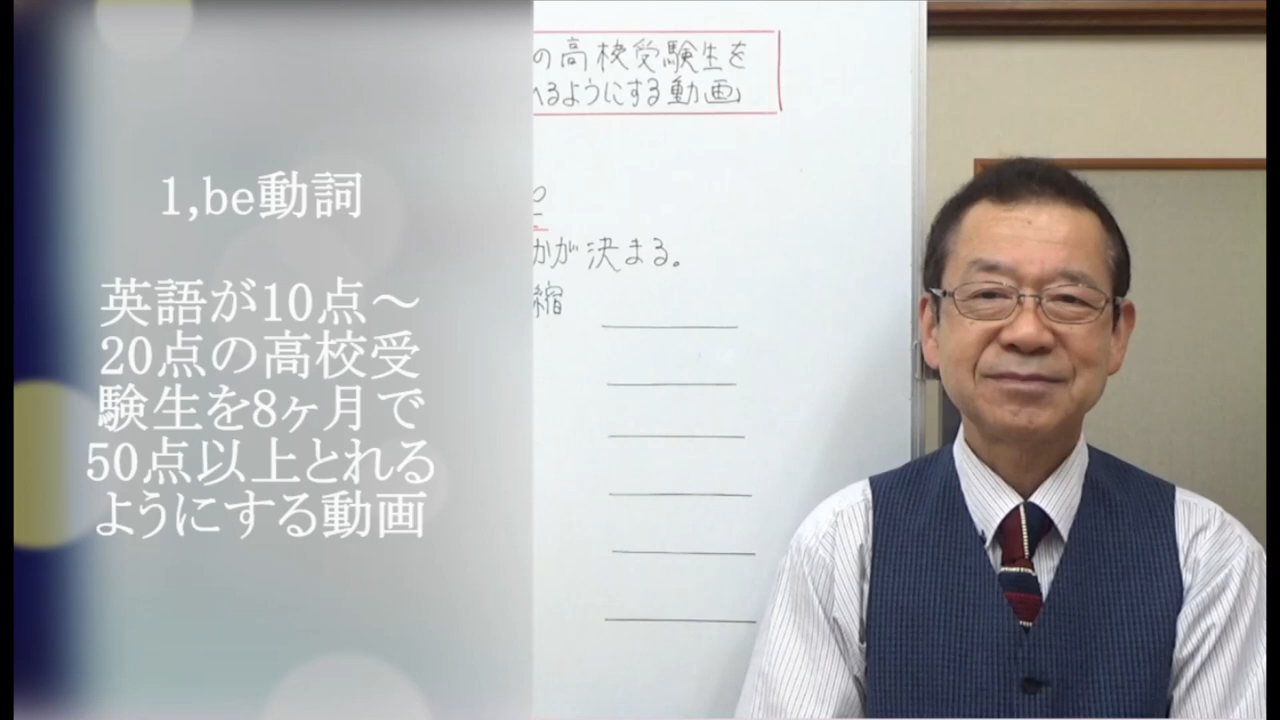 1,be動詞
英語が10点～
20点の高校受
験生を8ヶ月で
50点以上とれる
ようにする動画
の高校受験生を
るようにする動画
かが決まる。
縮